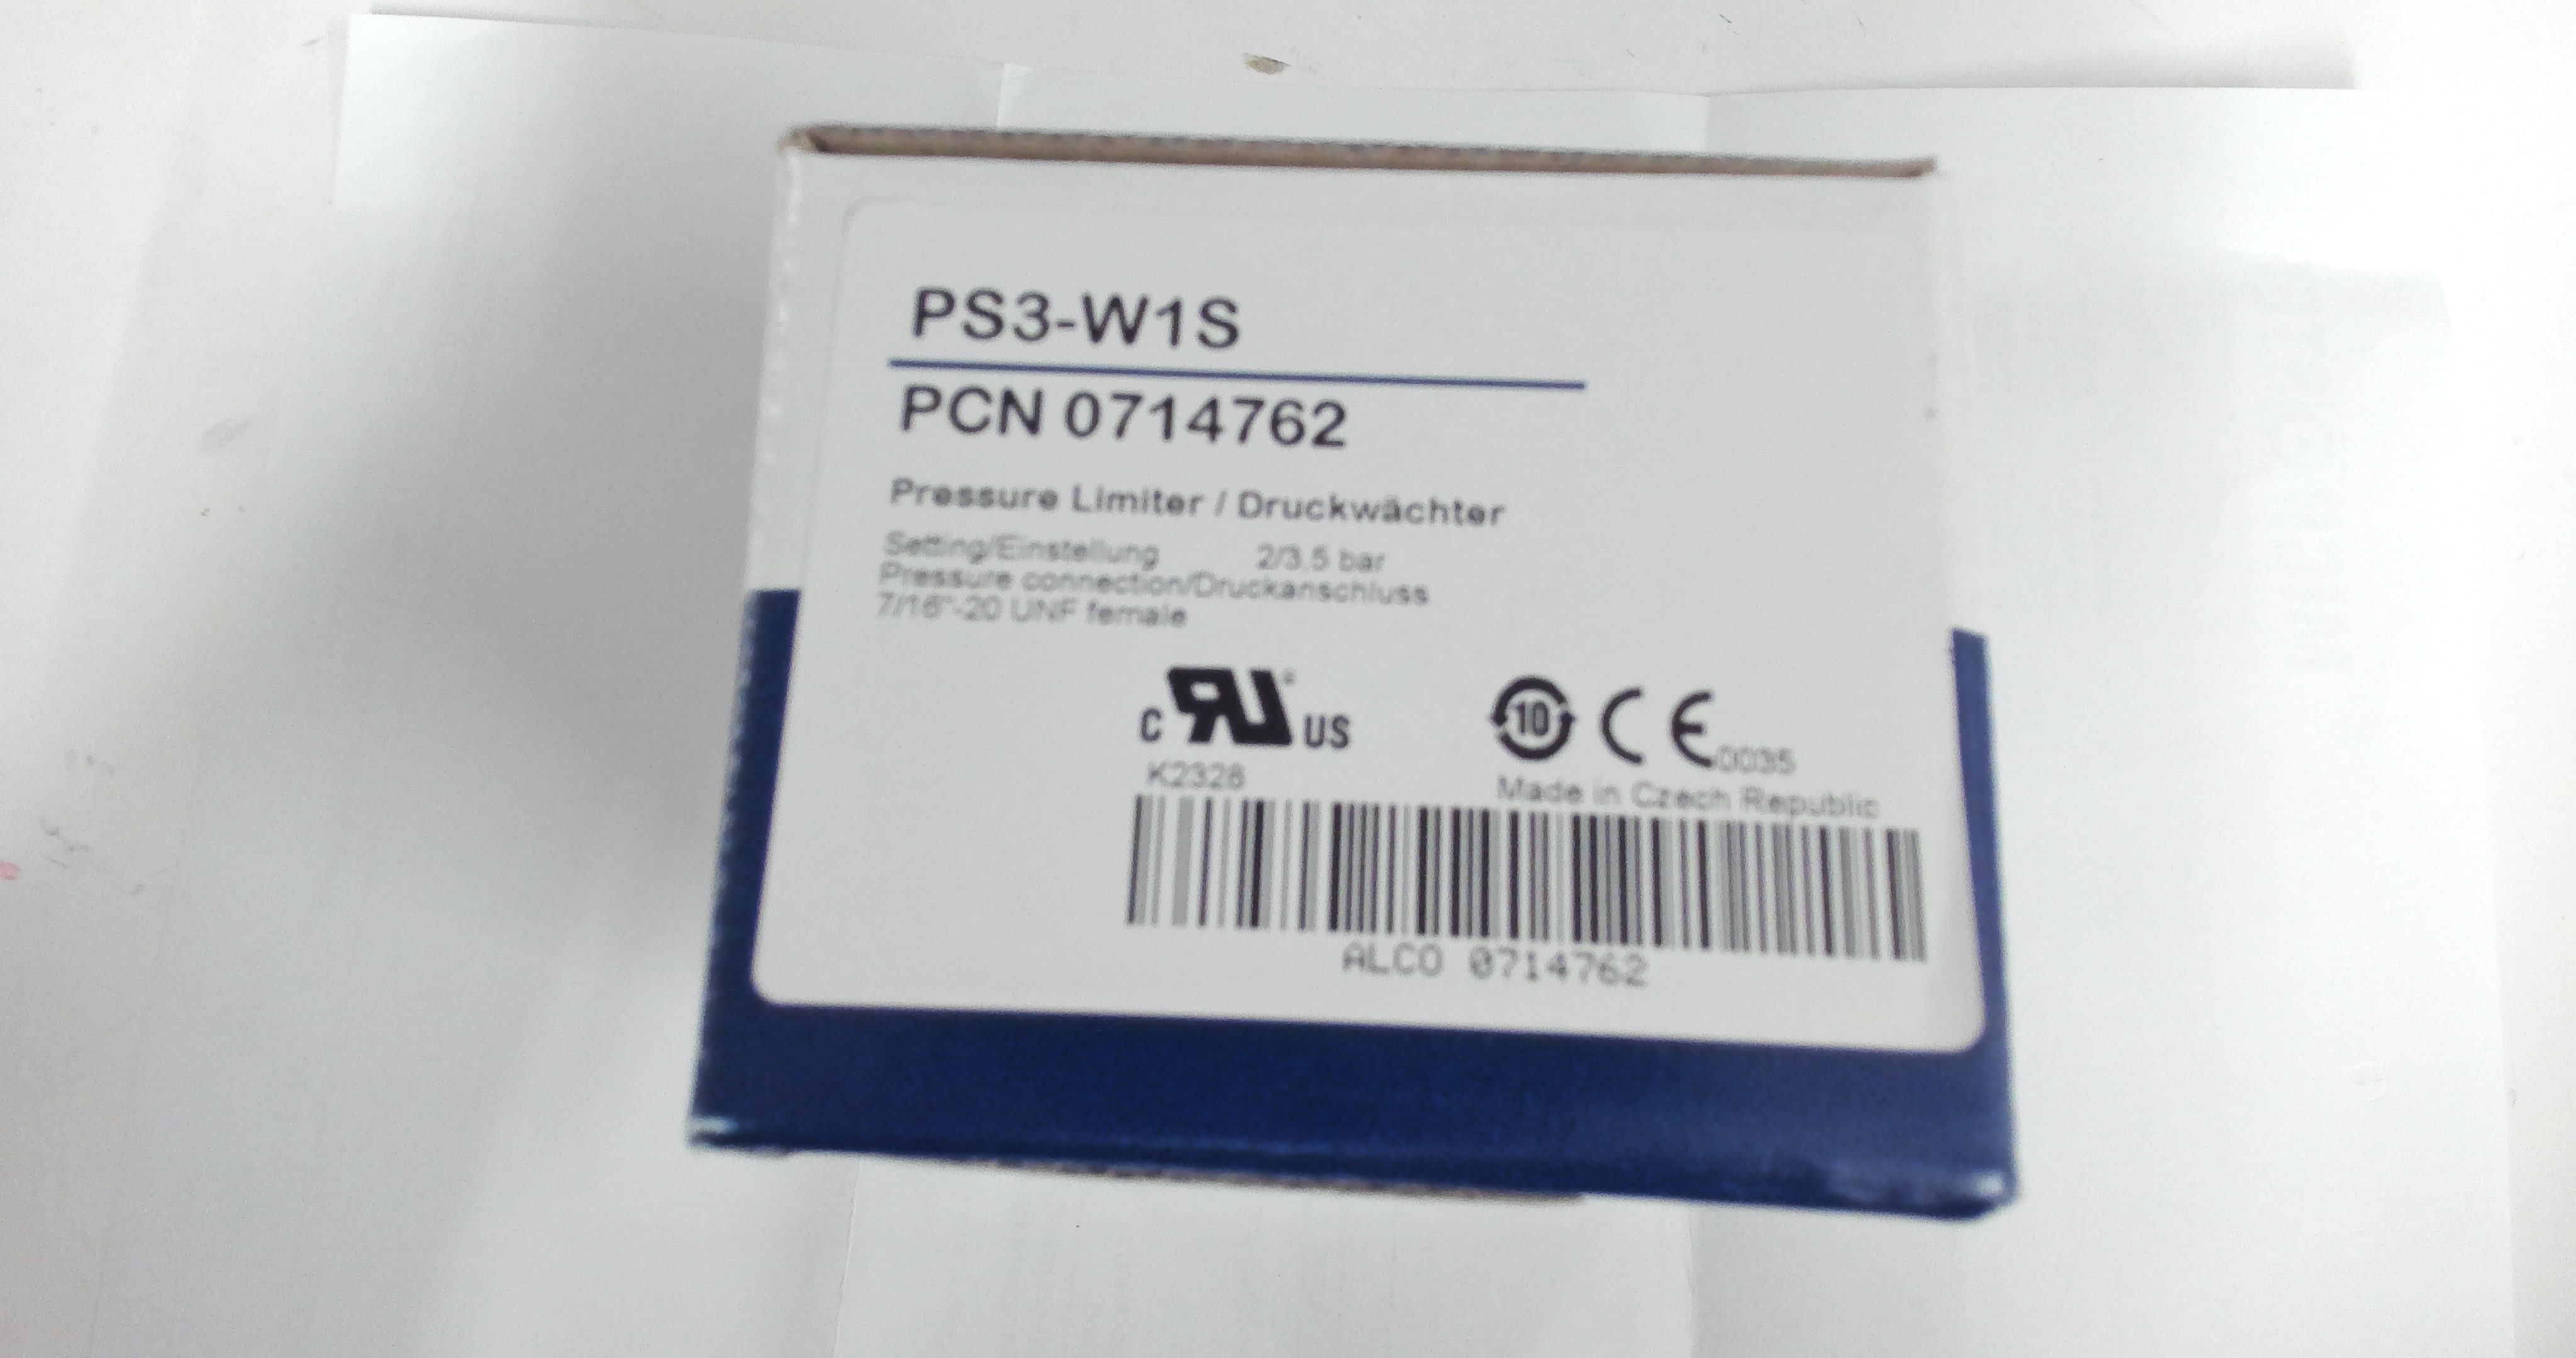 PS3-W1S
PCN 0714762
Pressure Limiter / Druckwächter
Setting/Einstellung 2/3,5 bar
Pressure connection/Druckanschluss
7/16"-20 UNF female
C RU US
10 CE 0035
K2328
Made in Czech Republic
ALCO 0714762